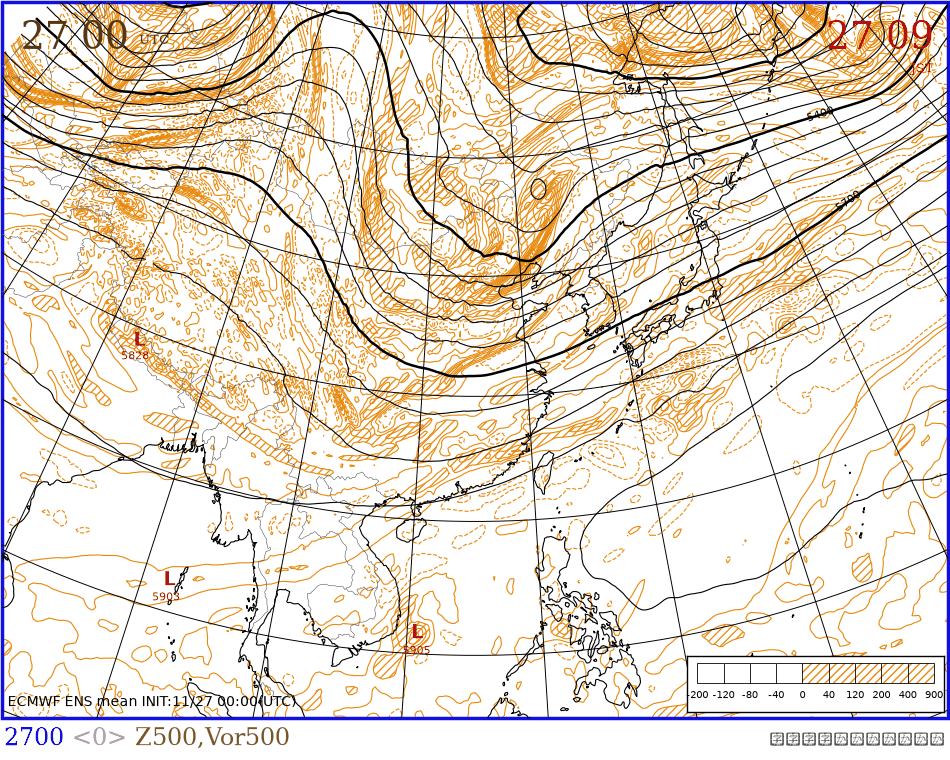 27 00 UTC
27 09 JST
5400
5700
L
5828
L
5903
L
5905
-200 -120 -80 -40 0 40 120 200 400 900
ECMWF ENS mean INIT:11/27 00:00(UTC)
2700 <0> Z500,Vor500